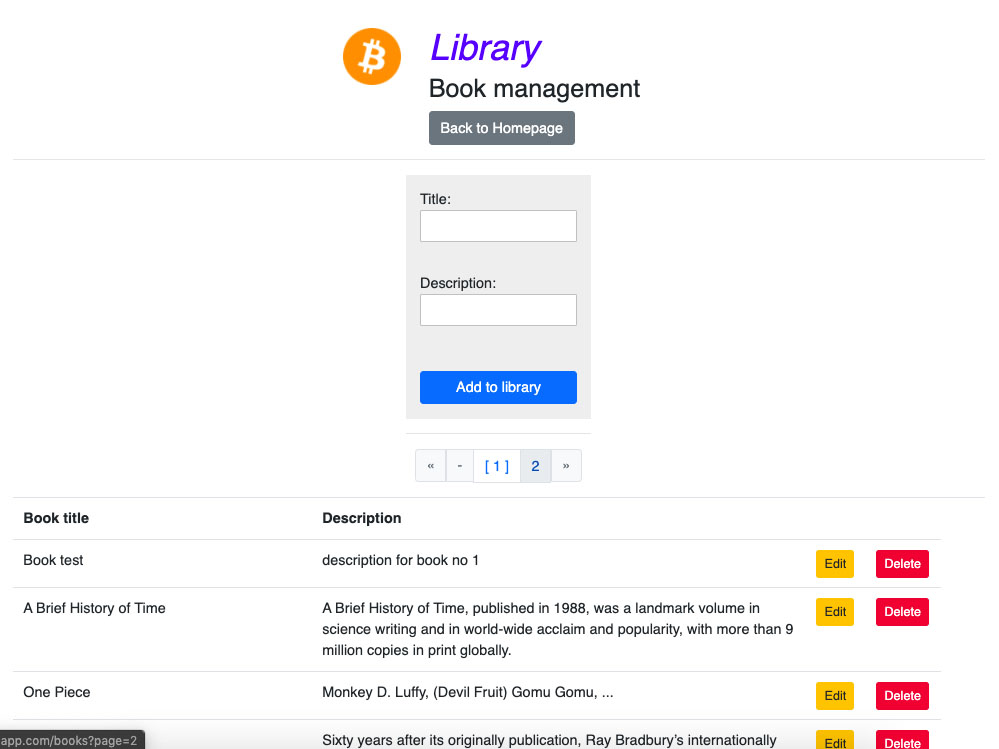 Library
Book management
Back to Homepage
Title:
Description:
Add to library
« - [ 1 ] 2 »
Book title Description
Book test description for book no 1 Edit Delete
A Brief History of Time A Brief History of Time, published in 1988, was a landmark volume in Edit Delete
science writing and in world-wide acclaim and popularity, with more than 9
million copies in print globally.
One Piece Monkey D. Luffy, (Devil Fruit) Gomu Gomu, ... Edit Delete
Sixty years after its originally publication, Ray Bradbury’s internationally Edit Delete
app.com/books?page=2